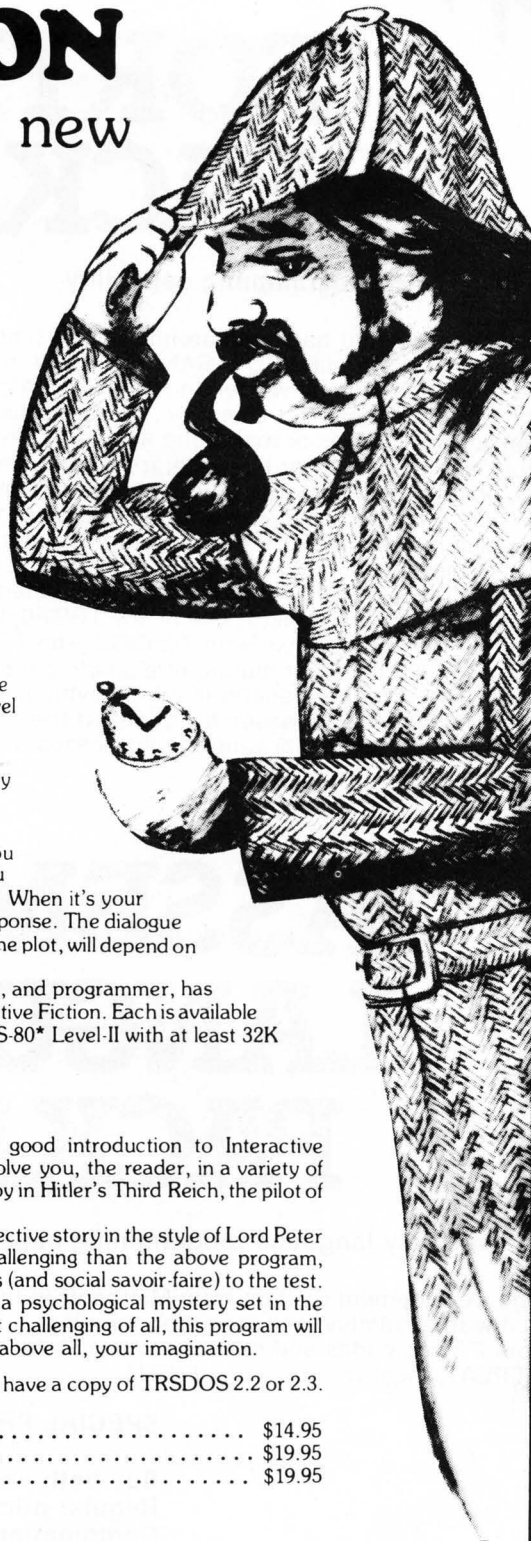 ON
new
e
el
y
ou
u
When it's your
ponse. The dialogue
he plot, will depend on
, and programmer, has
tive Fiction. Each is available
S-80* Level-II with at least 32K
good introduction to Interactive
olve you, the reader, in a variety of
py in Hitler's Third Reich, the pilot of
ective story in the style of Lord Peter
allenging than the above program,
s (and social savoir-faire) to the test.
a psychological mystery set in the
t challenging of all, this program will
above all, your imagination.
have a copy of TRSDOS 2.2 or 2.3.
. . . . . . . . . . . . . . . . . . . . $14.95
. . . . . . . . . . . . . . . . . . . . $19.95
. . . . . . . . . . . . . . . . . . . . $19.95